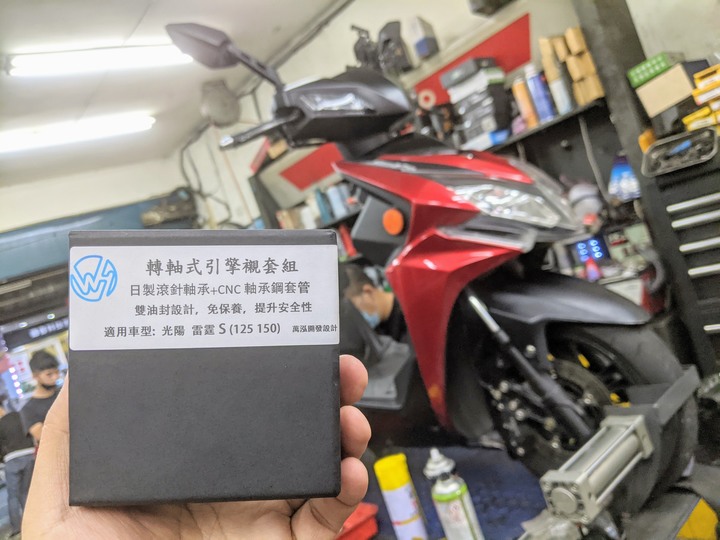 轉軸式引擎襯套組
日製滾針軸承+CNC 軸承鋼套管
雙油封設計, 免保養, 提升安全性
適用車型: 光陽 雷霆 S (125 150) 萬泓開發設計